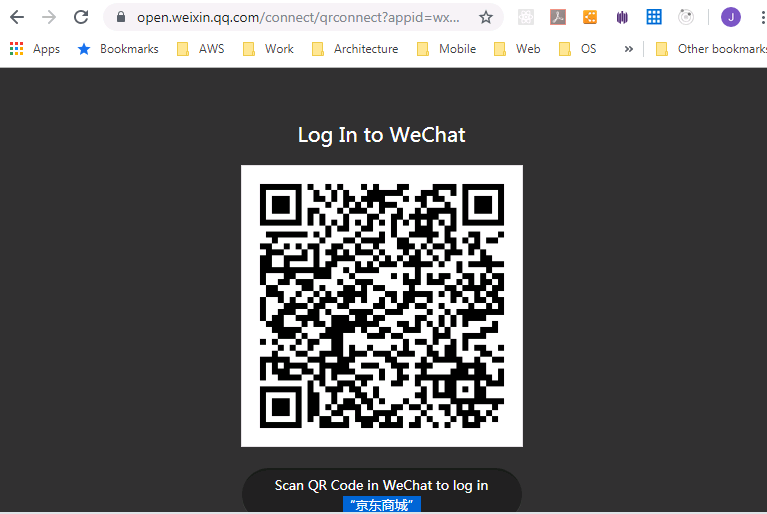 open.weixin.qq.com/connect/qrconnect?appid=wx...
J
Apps Bookmarks AWS Work Architecture Mobile Web OS » Other bookmarks
Log In to WeChat
Scan QR Code in WeChat to log in
“京东商城”